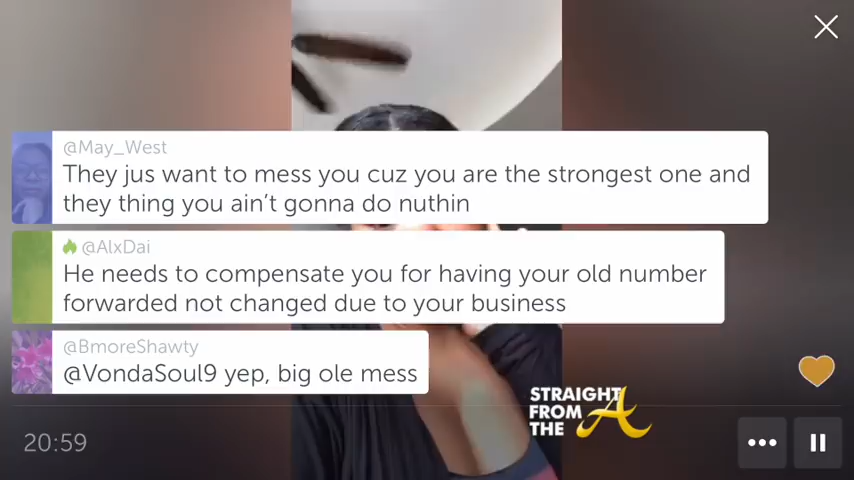 @May_West
They jus want to mess you cuz you are the strongest one and
they thing you ain't gonna do nuthin
@AlxDai
He needs to compensate you for having your old number
forwarded not changed due to your business
@BmoreShawty
@VondaSoul9 yep, big ole mess
STRAIGHT
FROM
THE A
20:59